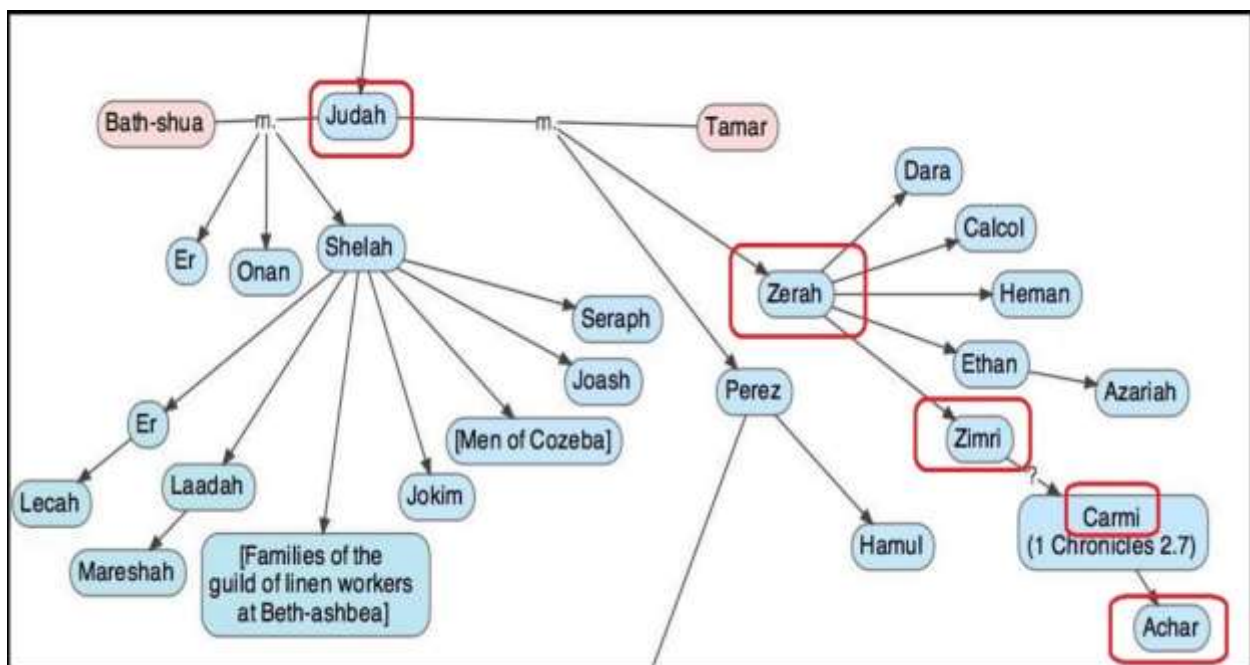 Bath-shua
m.
Judah
m.
Tamar
Dara
Calcol
Er
Onan
Shelah
Zerah
Heman
Seraph
Ethan
Joash
Perez
Azariah
Er
[Men of Cozeba]
Zimri
?
Lecah
Laadah
Jokim
Carmi
(1 Chronicles 2.7)
Mareshah
[Families of the
guild of linen workers
at Beth-ashbea]
Hamul
Achar